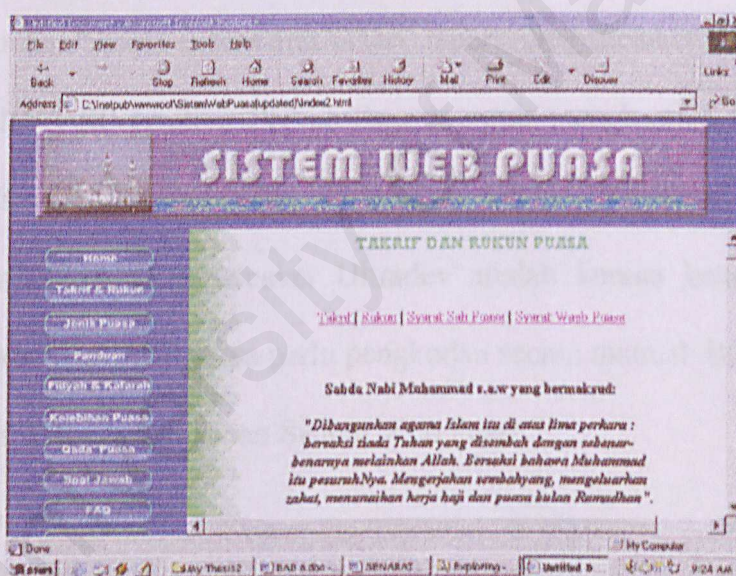 Untitled Document - Microsoft Internet Explorer
File Edit View Favorites Tools Help
Back Stop Refresh Home Search Favorites History Mail Print Edit Discuss
Links
Address C:\Inetpub\wwwroot\SistemWebPuasa(updated)\index2.html Go
SISTEM WEB PUASA
TAKRIF DAN RUKUN PUASA
Home
Takrif & Rukun
Jenis Puasa
Panduan
Fidyah & Kafarah
Kelebihan Puasa
Qada' Puasa
Soal Jawab
FAQ
Takrif | Rukun | Syarat Sah Puasa | Syarat Wajib Puasa
Sabda Nabi Muhammad s.a.w yang bermaksud:
"Dibangunkan agama Islam itu di atas lima perkara :
bersaksi tiada Tuhan yang disembah dengan sebenar-
benarnya melainkan Allah. Bersaksi bahawa Muhammad
itu pesuruhNya. Mengerjakan sembahyang, mengeluarkan
zakat, menunaikan kerja haji dan puasa bulan Ramadhan".
Done My Computer
Start My Thesis2 BAB 4.doc - Exploring - Untitled D 9:24 AM